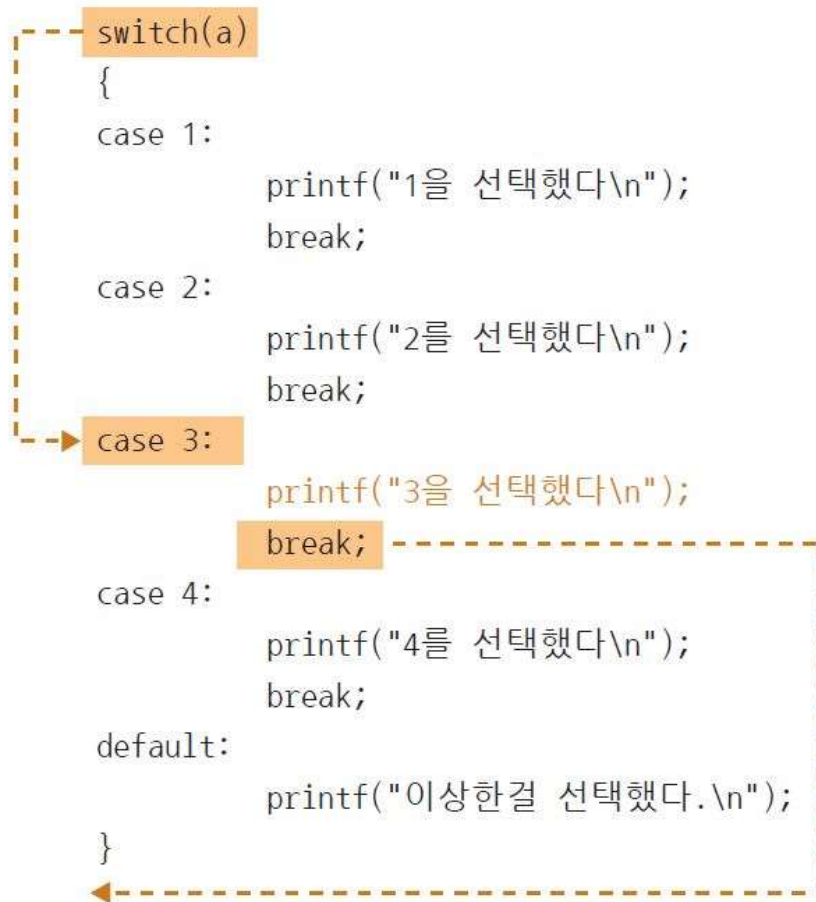 switch(a)
{
case 1:
printf("1을 선택했다\n");
break;
case 2:
printf("2를 선택했다\n");
break;
case 3:
printf("3을 선택했다\n");
break;
case 4:
printf("4를 선택했다\n");
break;
default:
printf("이상한걸 선택했다.\n");
}